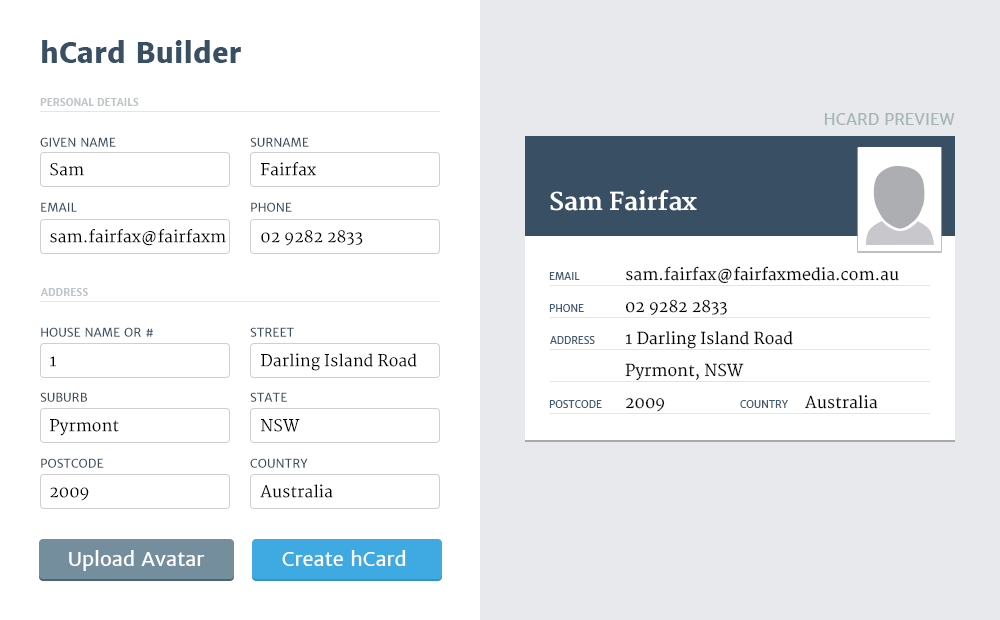 hCard Builder
PERSONAL DETAILS
GIVEN NAME SURNAME
Sam Fairfax
EMAIL PHONE
sam.fairfax@fairfaxm 02 9282 2833
ADDRESS
HOUSE NAME OR # STREET
1 Darling Island Road
SUBURB STATE
Pyrmont NSW
POSTCODE COUNTRY
2009 Australia
Upload Avatar Create hCard
HCARD PREVIEW
Sam Fairfax
EMAIL sam.fairfax@fairfaxmedia.com.au
PHONE 02 9282 2833
ADDRESS 1 Darling Island Road
Pyrmont, NSW
POSTCODE 2009 COUNTRY Australia